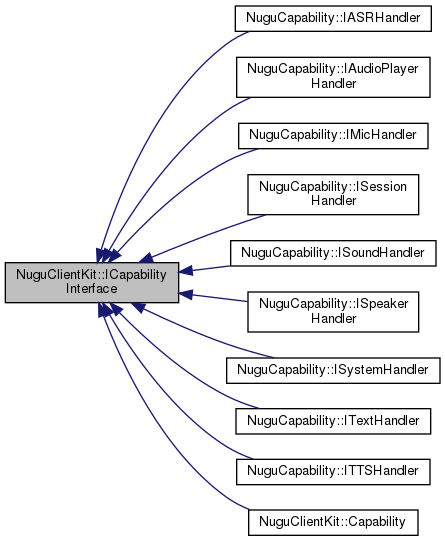 NuguCapability::IASRHandler
NuguCapability::IAudioPlayer
Handler
NuguCapability::IMicHandler
NuguCapability::ISession
Handler
NuguCapability::ISoundHandler
NuguClientKit::ICapability
Interface
NuguCapability::ISpeaker
Handler
NuguCapability::ISystemHandler
NuguCapability::ITextHandler
NuguCapability::ITTSHandler
NuguClientKit::Capability